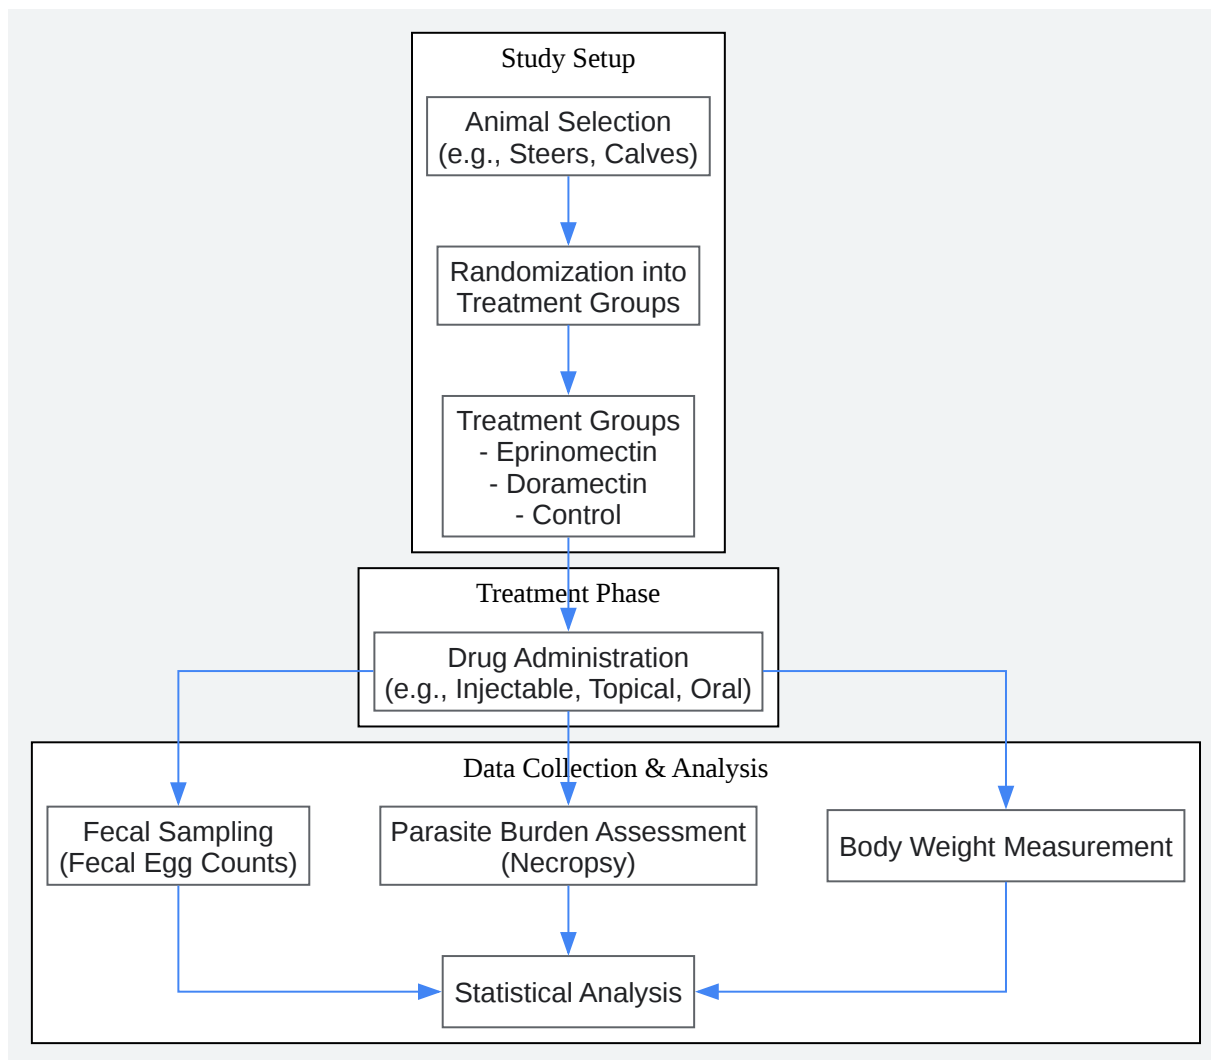 Study Setup
Animal Selection
(e.g., Steers, Calves)
Randomization into
Treatment Groups
Treatment Groups
- Eprinomectin
- Doramectin
- Control
Treatment Phase
Drug Administration
(e.g., Injectable, Topical, Oral)
Data Collection & Analysis
Fecal Sampling
(Fecal Egg Counts)
Parasite Burden Assessment
(Necropsy)
Body Weight Measurement
Statistical Analysis